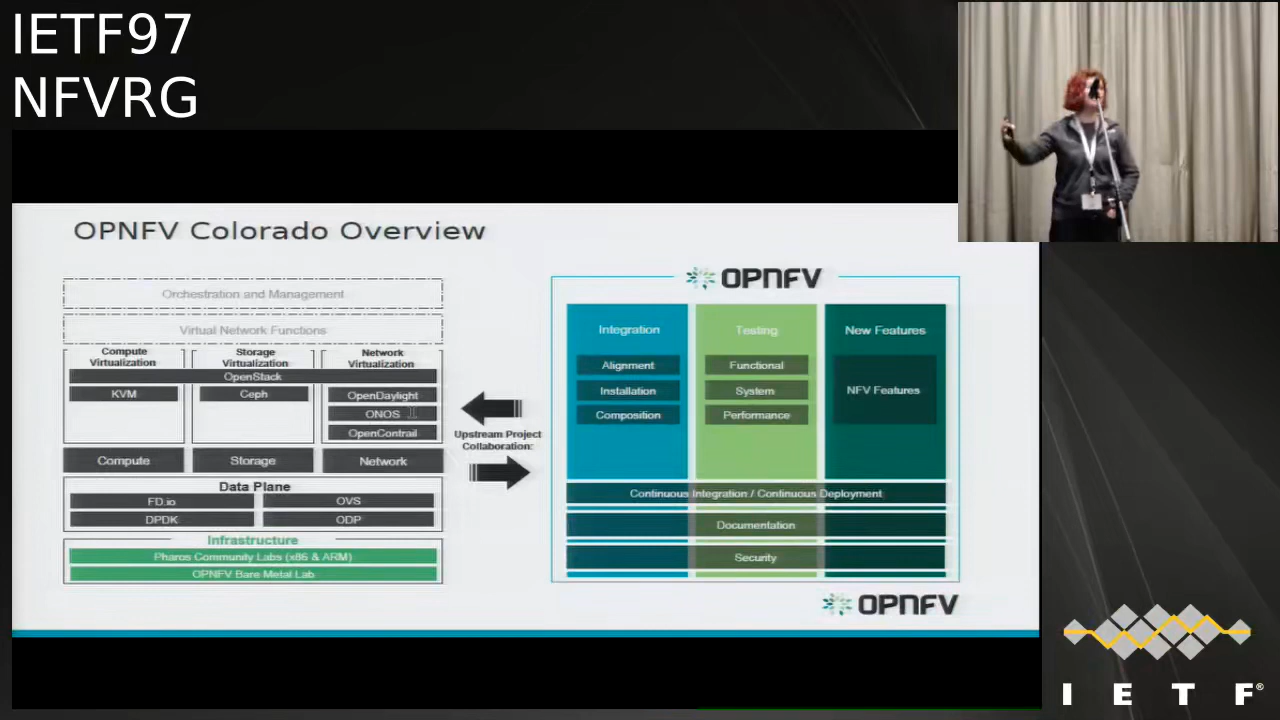 IETF97
NFVRG
OPNFV Colorado Overview
Orchestration and Management
Virtual Network Functions
Compute
Virtualization
Storage
Virtualization
Network
Virtualization
OpenStack
KVM
Ceph
OpenDaylight
ONOS
OpenContrail
Compute
Storage
Network
Data Plane
FD.io
OVS
DPDK
ODP
Infrastructure
Pharos Community Labs (x86 & ARM)
OPNFV Bare Metal Lab
Upstream Project
Collaboration:
OPNFV
Integration
Alignment
Installation
Composition
Testing
Functional
System
Performance
New Features
NFV Features
Continuous Integration / Continuous Deployment
Documentation
Security
OPNFV
I E T F®